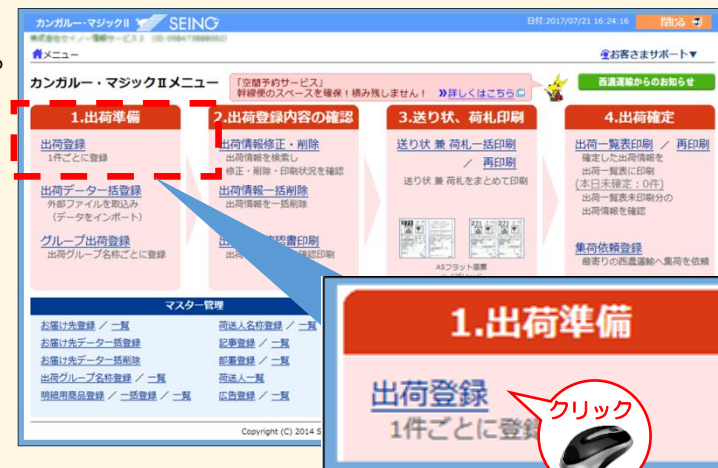 カンガルー・マジックII SEINO
日付:2017/07/21 16:24:16 閉じる
メニュー お客さまサポート▼
カンガルー・マジックⅡメニュー
「空間予約サービス」
幹線便のスペースを確保！積み残しません！ 詳しくはこちら
西濃運輸からのお知らせ
1.出荷準備
出荷登録
1件ごとに登録
出荷データ一括登録
外部ファイルを取込み
(データをインポート)
グループ出荷登録
出荷グループ名称ごとに登録
2.出荷登録内容の確認
出荷情報修正・削除
出荷情報を検索し
修正・削除・印刷状況を確認
出荷情報一括削除
出荷情報を一括削除
確認書印刷
3.送り状、荷札印刷
送り状 兼 荷札一括印刷
／ 再印刷
送り状 兼 荷札をまとめて印刷
ASフラット面票
4.出荷確定
出荷一覧表印刷 ／ 再印刷
確定した出荷情報を
出荷一覧表に印刷
(本日未確定：0件)
出荷一覧表未印刷分の
出荷情報を確認
集荷依頼登録
最寄りの西濃運輸へ集荷を依頼
マスター管理
お届け先登録 ／ 一覧
お届け先データ一括登録
お届け先データ一括削除
出荷グループ名称登録 ／ 一覧
明細用商品登録 ／ 一括登録 ／ 一覧
荷送人名称登録 ／ 一覧
記事登録 ／ 一覧
部署登録 ／ 一覧
荷送人一覧
広告登録 ／ 一覧
Copyright (C) 2014 S
1.出荷準備
出荷登録
1件ごとに登録
クリック